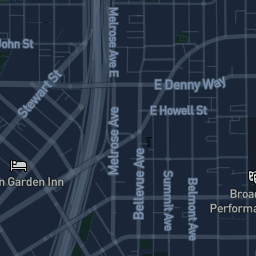 John St
Melrose Ave E
Stewart St
E Denny Way
E Howell St
Melrose Ave
Bellevue Ave
Summit Ave
Belmont Ave
n Garden Inn
Broad
Performa